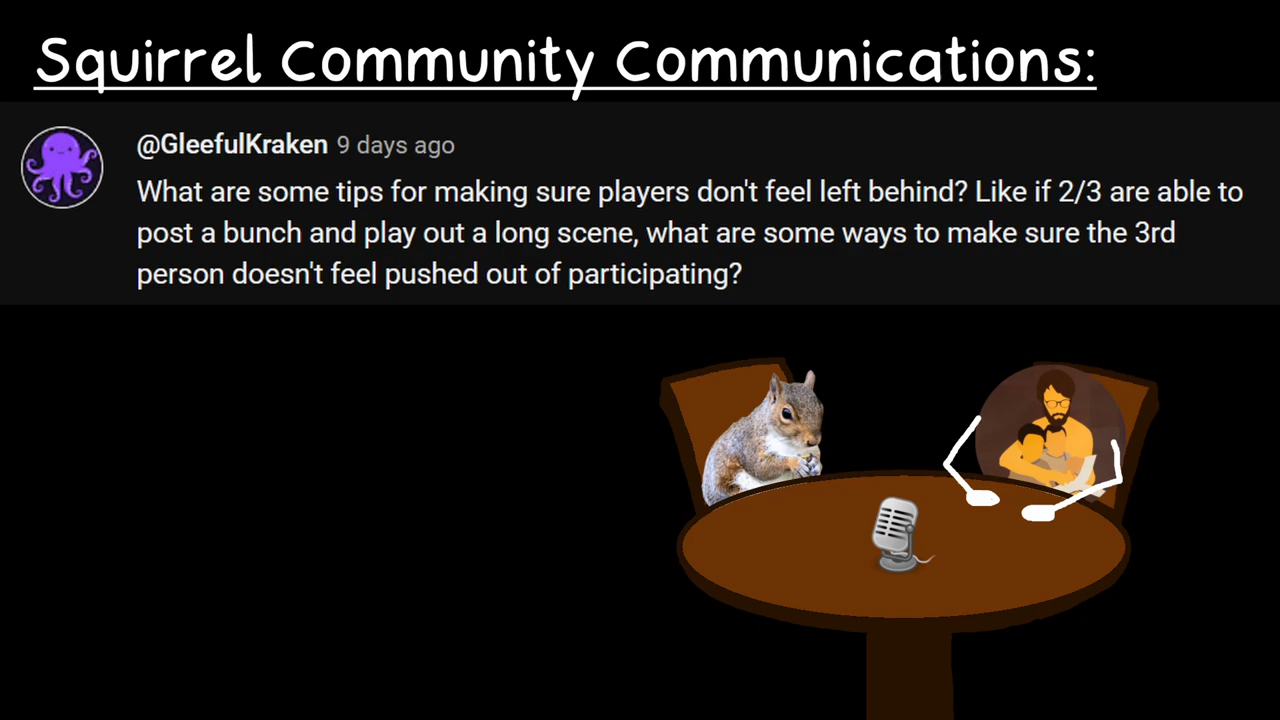 Squirrel Community Communications:
@GleefulKraken 9 days ago
What are some tips for making sure players don't feel left behind? Like if 2/3 are able to
post a bunch and play out a long scene, what are some ways to make sure the 3rd
person doesn't feel pushed out of participating?